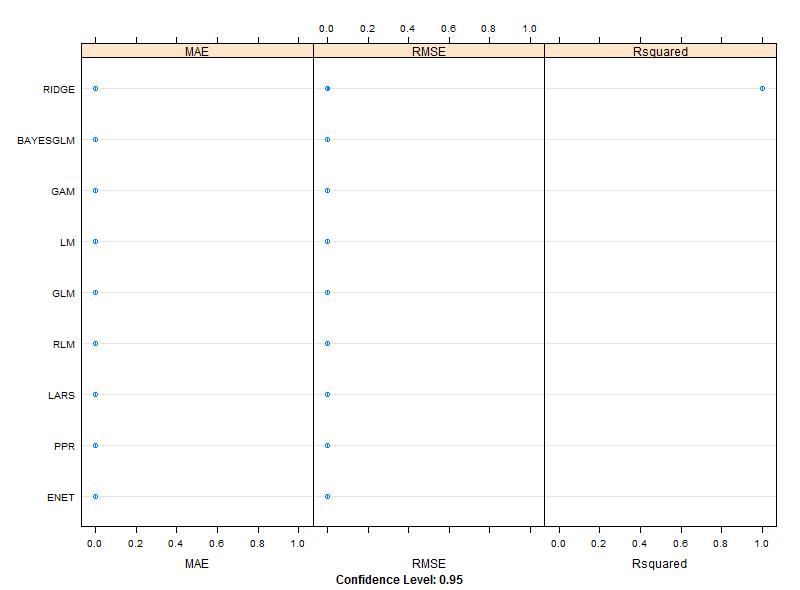 0.0 0.2 0.4 0.6 0.8 1.0
MAE RMSE Rsquared
RIDGE
BAYESGLM
GAM
LM
GLM
RLM
LARS
PPR
ENET
0.0 0.2 0.4 0.6 0.8 1.0 0.0 0.2 0.4 0.6 0.8 1.0
MAE RMSE Rsquared
Confidence Level: 0.95